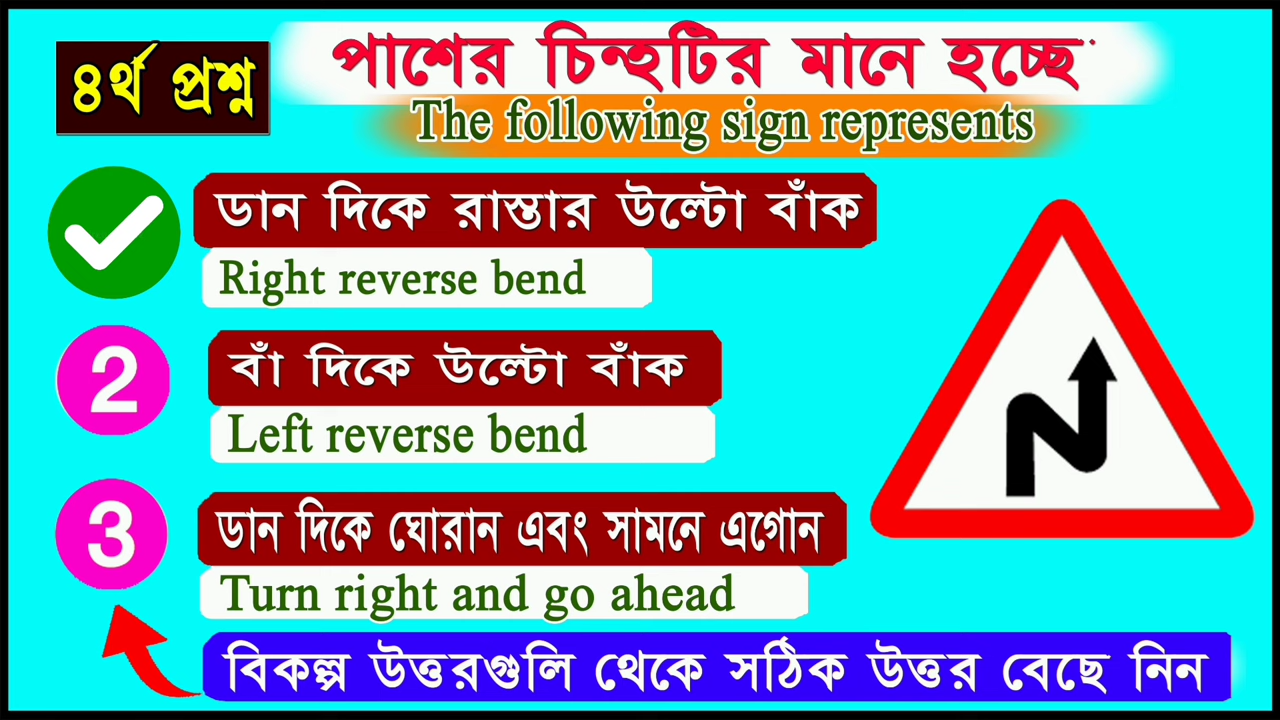 ৪র্থ প্রশ্ন
পাশের চিন্হটির মানে হচ্ছে
The following sign represents
ডান দিকে রাস্তার উল্টো বাঁক
Right reverse bend
2
বাঁ দিকে উল্টো বাঁক
Left reverse bend
3
ডান দিকে ঘোরান এবং সামনে এগোন
Turn right and go ahead
বিকল্প উত্তরগুলি থেকে সঠিক উত্তর বেছে নিন